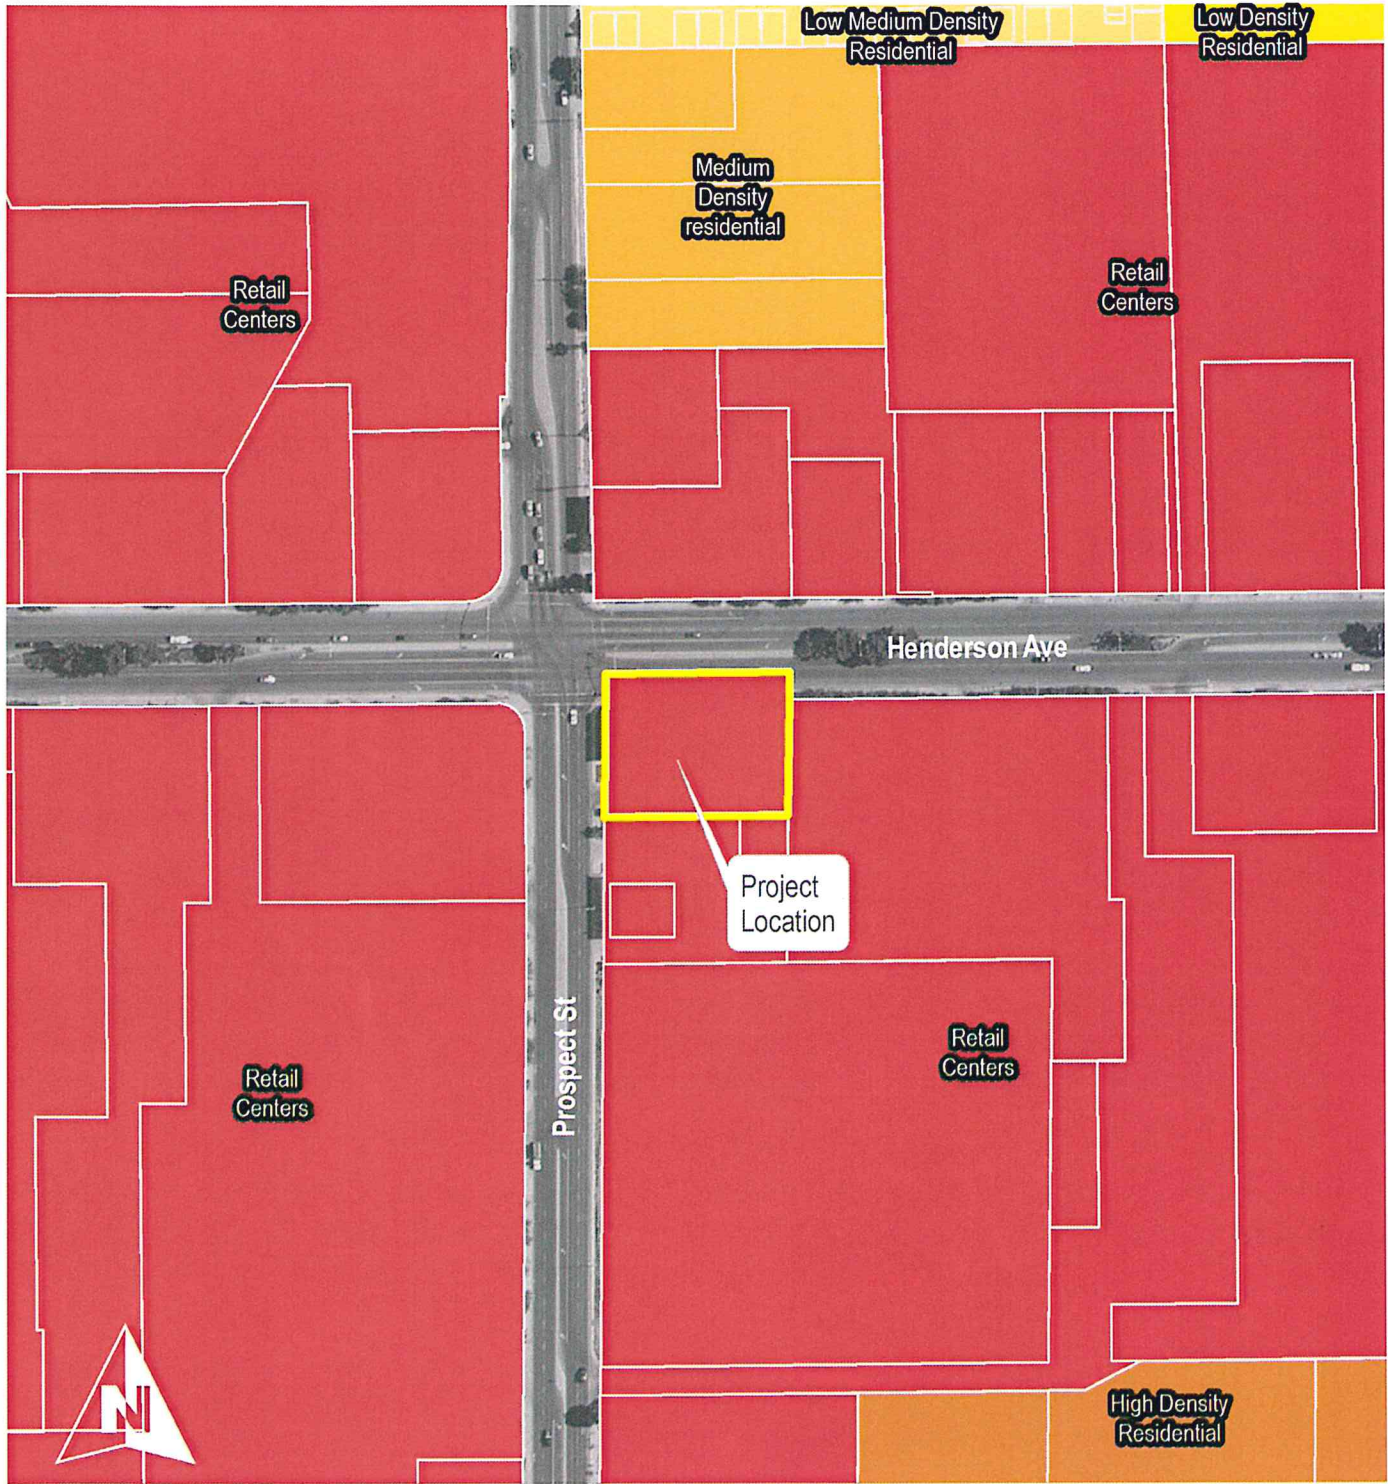 Low Medium Density
Residential
Low Density
Residential
Medium
Density
residential
Retail
Centers
Retail
Centers
Henderson Ave
Project
Location
Prospect St
Retail
Centers
Retail
Centers
High Density
Residential
N